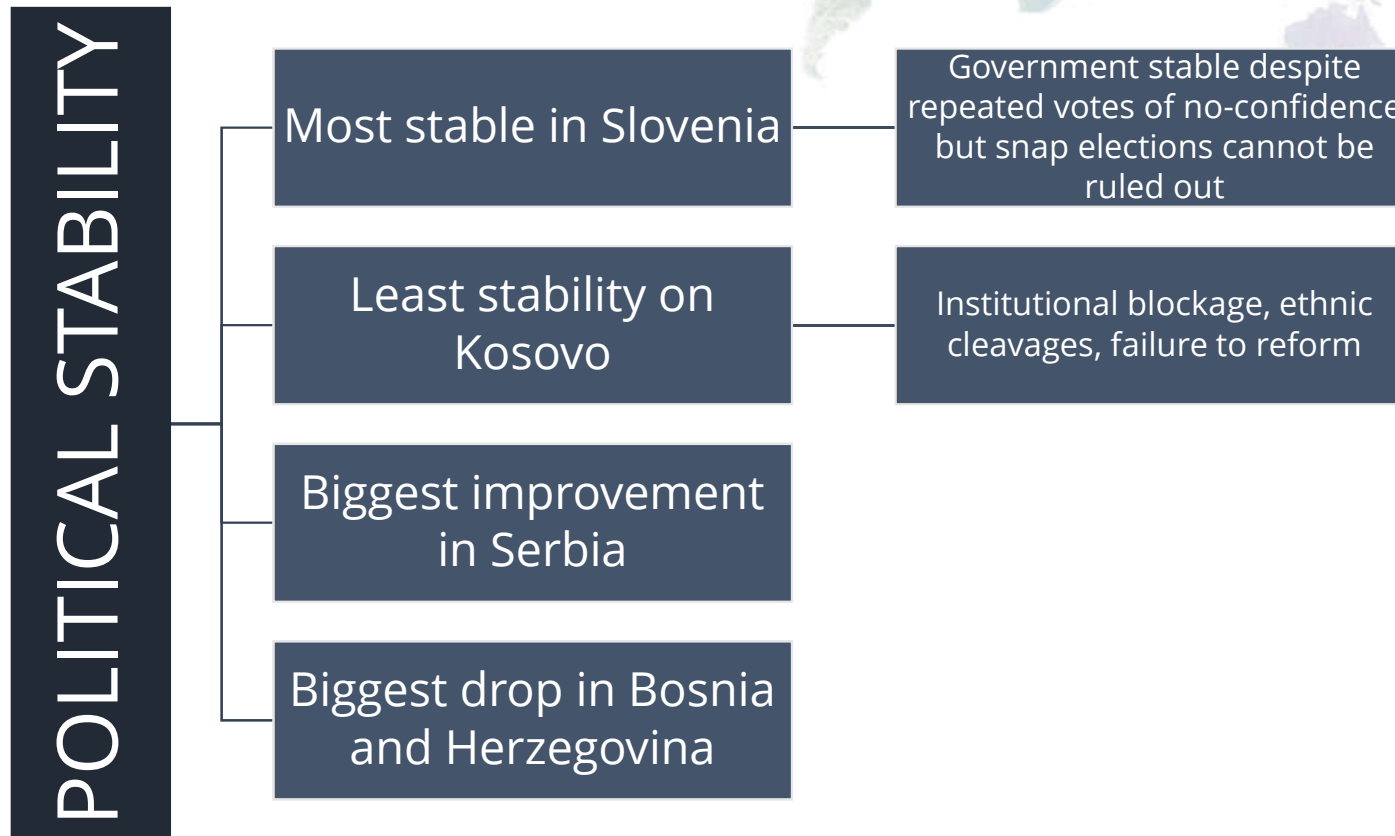 POLITICAL STABILITY
Most stable in Slovenia
Government stable despite
repeated votes of no-confidence
but snap elections cannot be
ruled out
Least stability on
Kosovo
Institutional blockage, ethnic
cleavages, failure to reform
Biggest improvement
in Serbia
Biggest drop in Bosnia
and Herzegovina